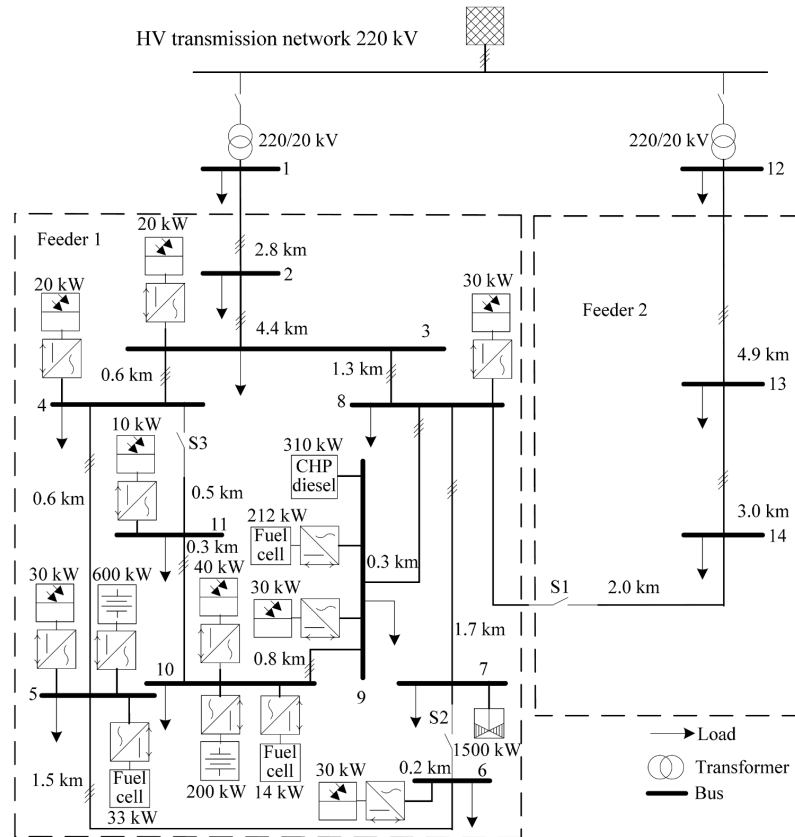 HV transmission network 220 kV
220/20 kV
220/20 kV
1
12
Feeder 1
20 kW
2.8 km
2
20 kW
30 kW
Feeder 2
4.4 km
3
0.6 km
1.3 km
4.9 km
4
8
13
10 kW
S3
310 kW
CHP
diesel
0.6 km
0.5 km
212 kW
3.0 km
11
Fuel
cell
14
0.3 km
0.3 km
30 kW
600 kW
40 kW
30 kW
S1
2.0 km
1.7 km
10
0.8 km
7
5
9
S2
Load
Fuel
cell
1500 kW
1.5 km
Fuel
cell
200 kW
14 kW
30 kW
0.2 km
6
Transformer
33 kW
Bus